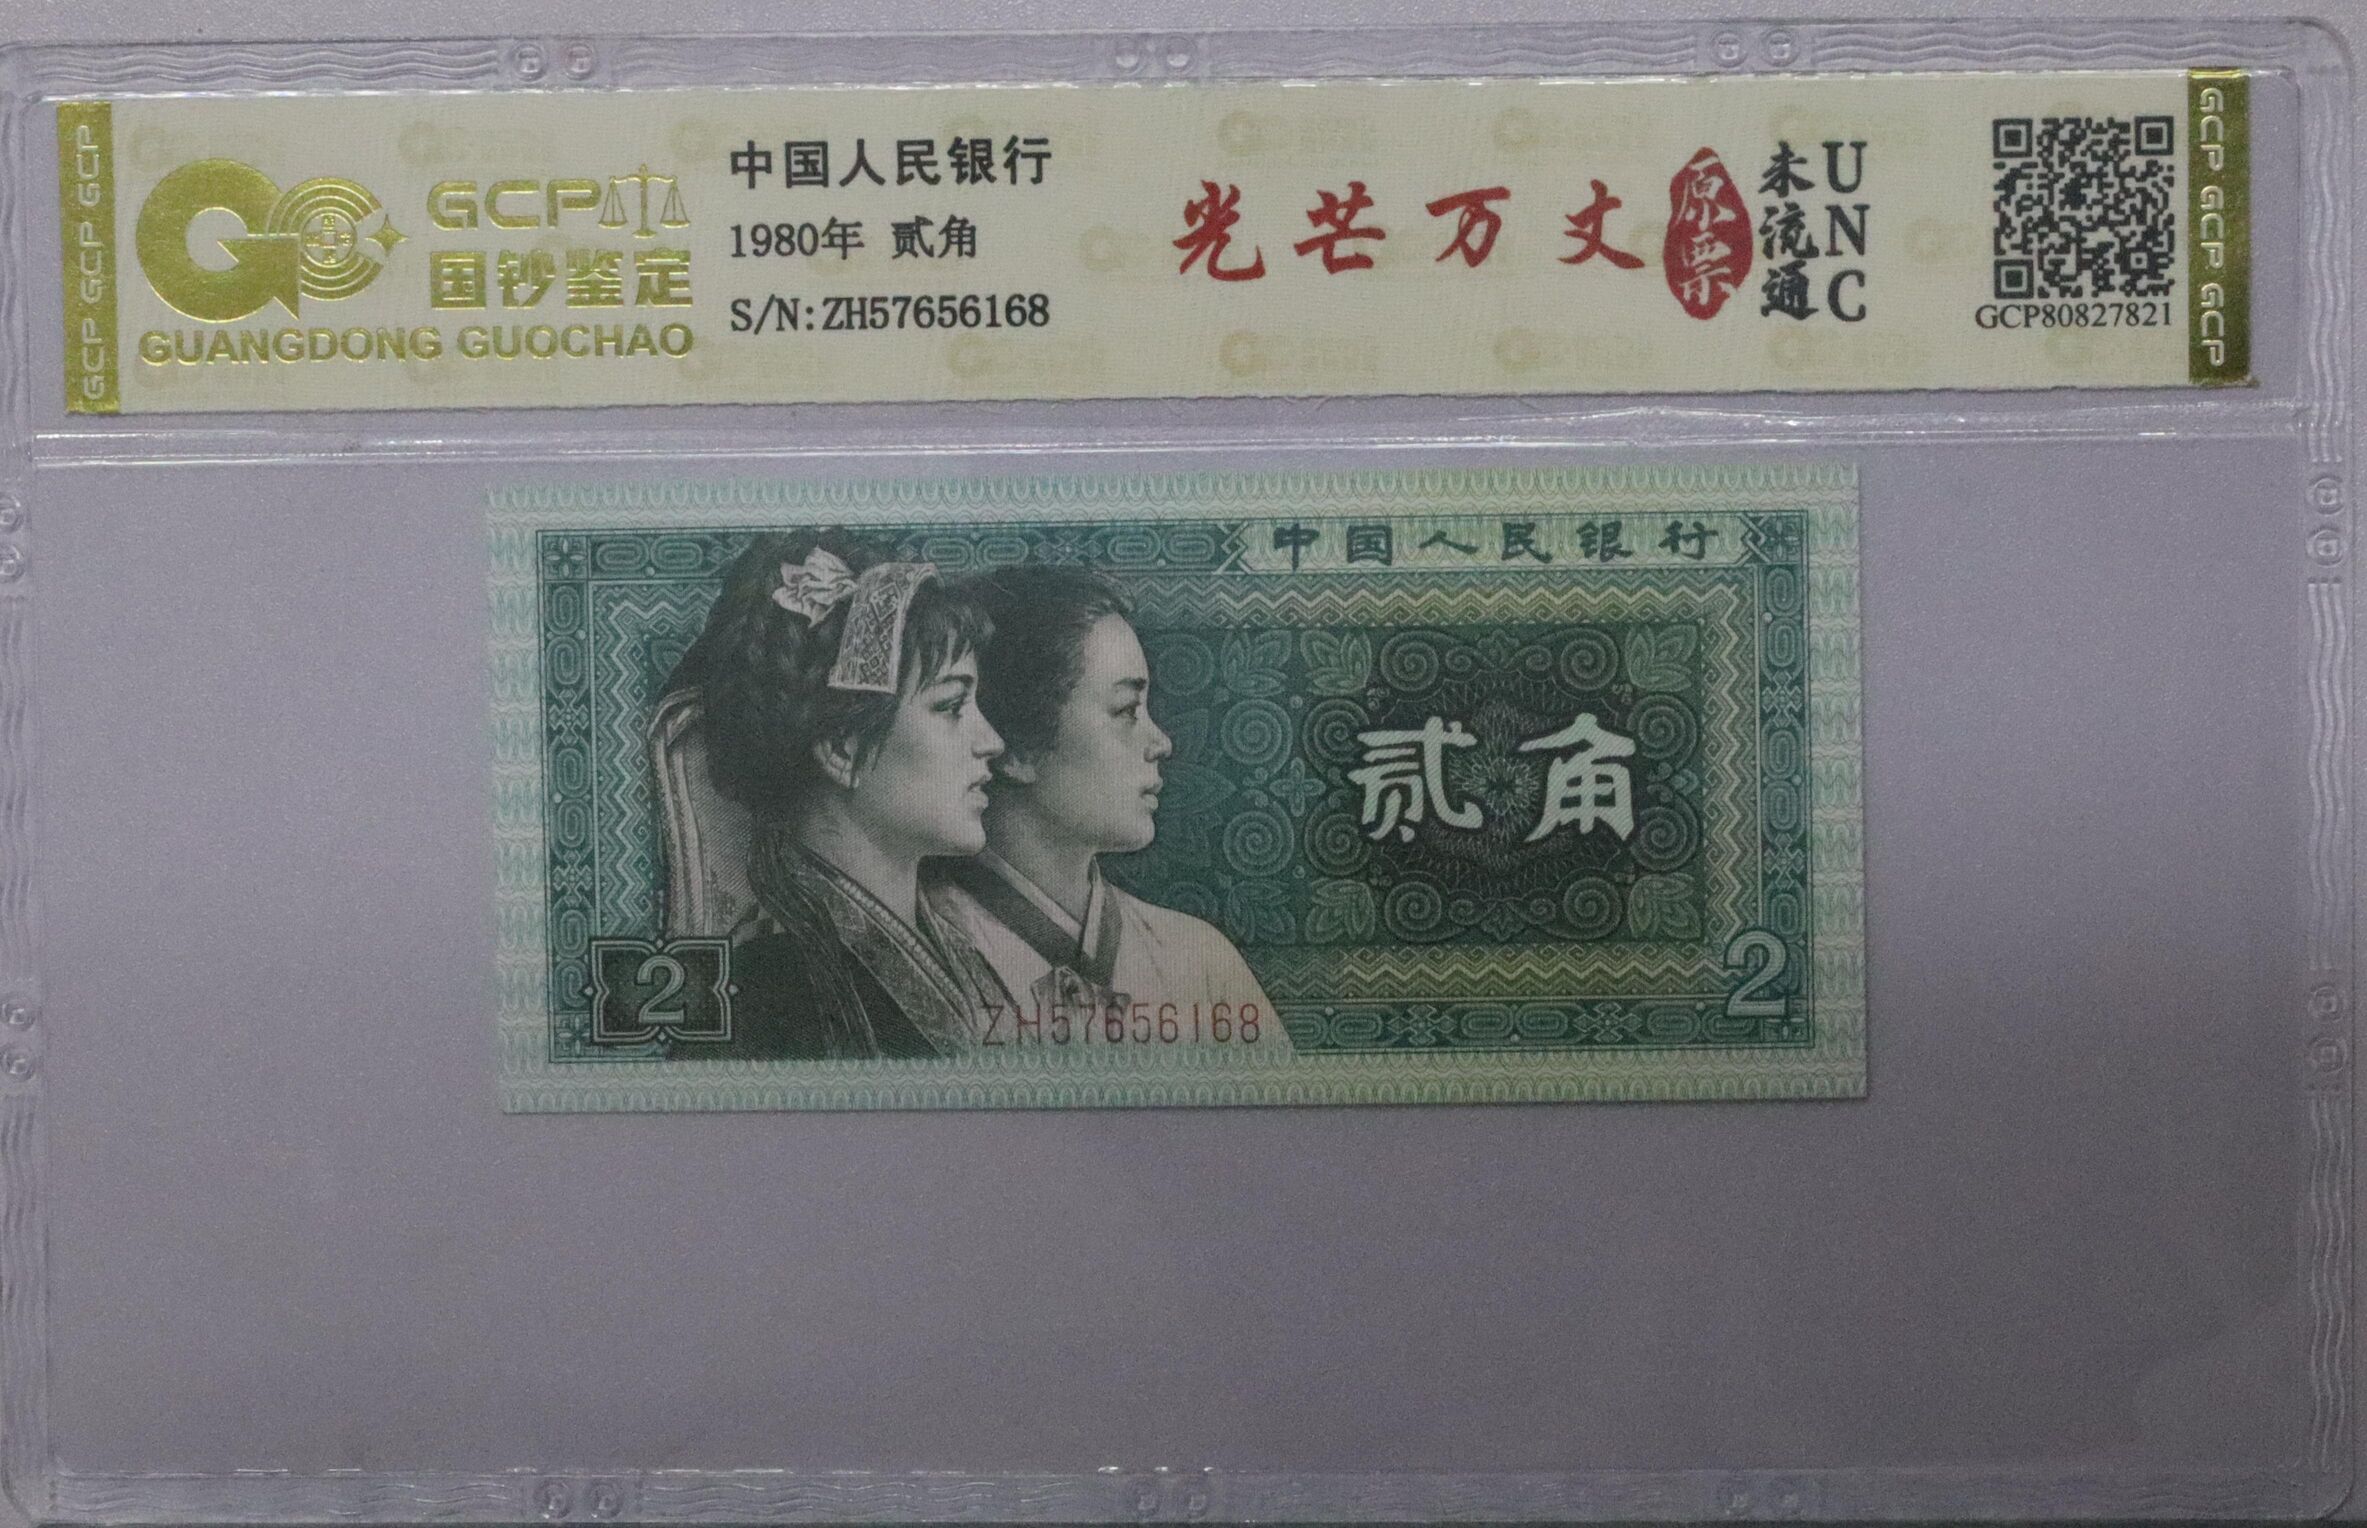 GCP GCP GCP
GCP
国钞鉴定
GUANGDONG GUOCHAO
中国人民银行
1980年 贰角
S/N:ZH57656168
光芒万丈
原票
未流通
UNC
GCP80827821
GCP GCP GCP
中国人民银行
贰角
2
2
ZH57656168